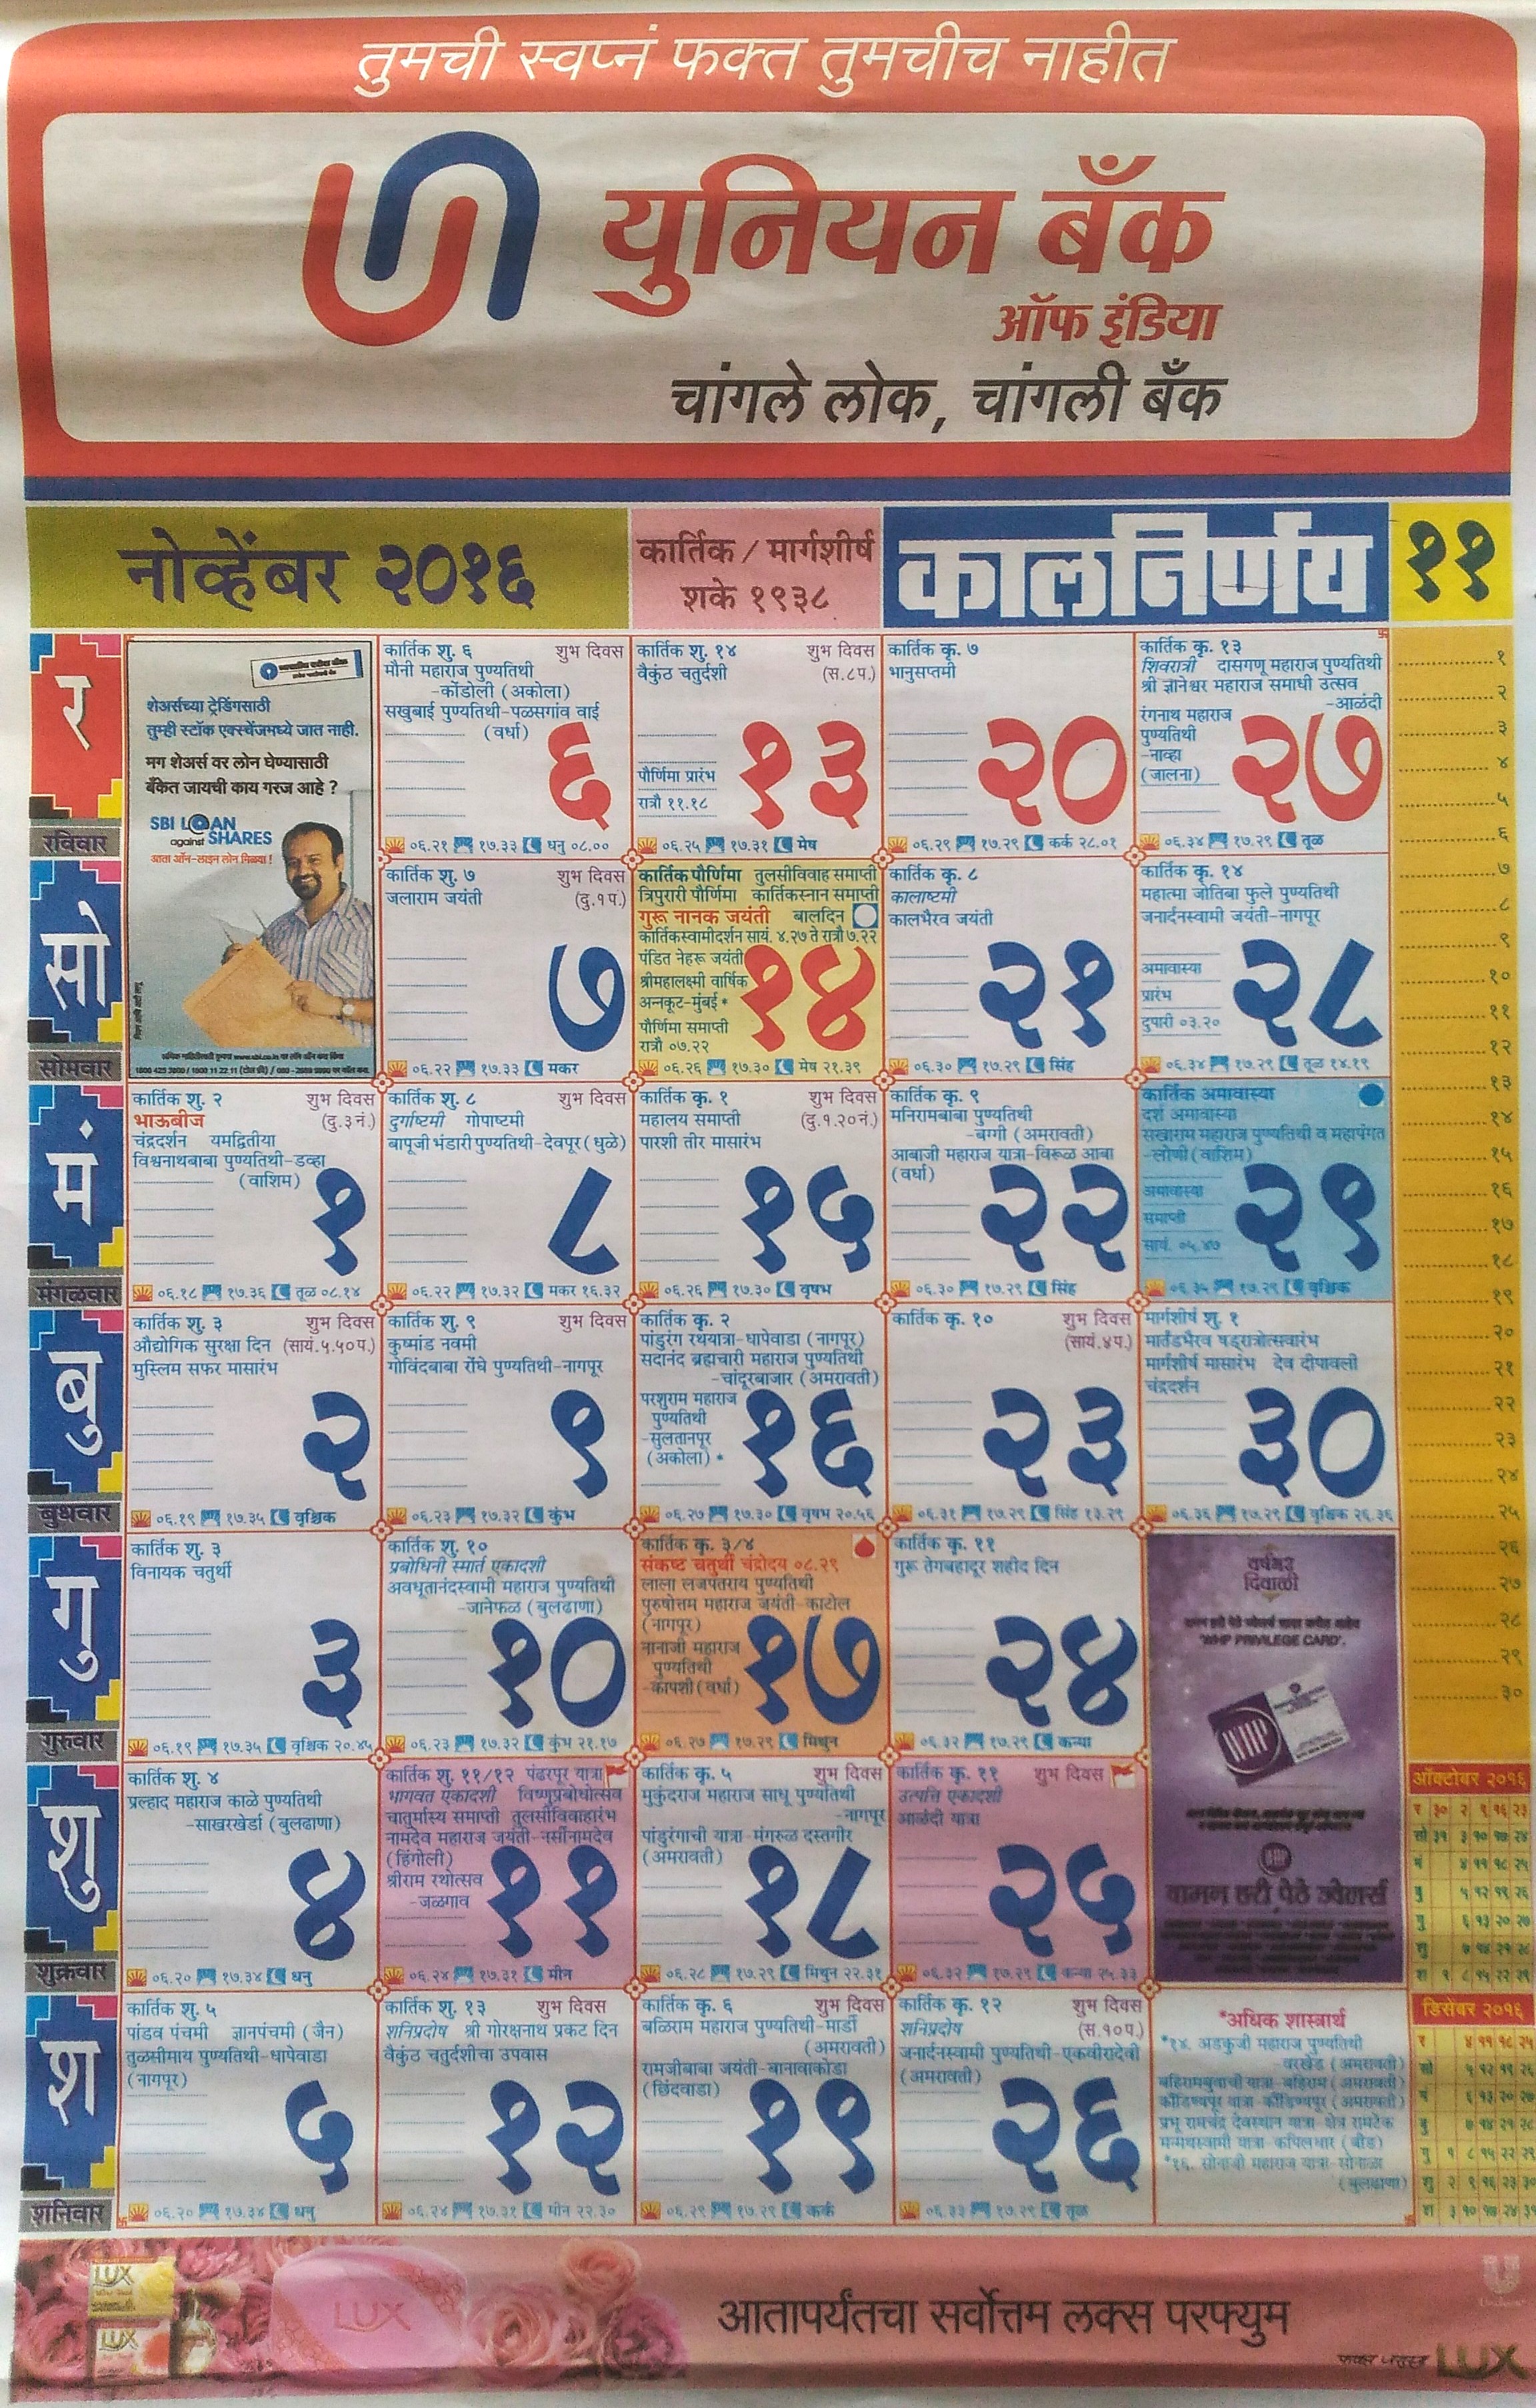 तुमची स्वप्नं फक्त तुमचीच नाहीत
युनियन बँक
ऑफ इंडिया
चांगले लोक, चांगली बँक
नोव्हेंबर २०१६
कार्तिक / मार्गशीर्ष
शके १९३८
कालनिर्णय
११
र
रविवार
शेअर्सच्या ट्रेडिंगसाठी
तुम्ही स्टॉक एक्स्चेंजमध्ये जात नाही.
मग शेअर्स वर लोन घेण्यासाठी
बँकेत जायची काय गरज आहे ?
SBI LOAN
against SHARES
आता ऑन-लाइन लोन मिळवा !
कार्तिक शु. ६ शुभ दिवस
मौनी महाराज पुण्यतिथी
-कोंडोली (अकोला)
सखुबाई पुण्यतिथी-पळसगांव वाई
(वर्धा)
६
०६.२१ १७.३३ धनु ०८.००
कार्तिक शु. १४ शुभ दिवस
वैकुंठ चतुर्दशी (स.८प.)
पौर्णिमा प्रारंभ
रात्रौ ११.१८
१३
०६.२५ १७.३१ मेष
कार्तिक कृ. ७
भानुसप्तमी
२०
०६.२९ १७.२९ कर्क २८.०१
कार्तिक कृ. १३
शिवरात्री दासगणू महाराज पुण्यतिथी
श्री ज्ञानेश्वर महाराज समाधी उत्सव
-आळंदी
रंगनाथ महाराज
पुण्यतिथी
-नाव्हा
(जालना)
२७
०६.३४ १७.२९ तूळ
सो
सोमवार
कार्तिक शु. ७ शुभ दिवस
जलाराम जयंती (दु.१प.)
७
०६.२२ १७.३३ मकर
कार्तिक पौर्णिमा तुलसीविवाह समाप्ती
त्रिपुरारी पौर्णिमा कार्तिकस्नान समाप्ती
गुरू नानक जयंती बालदिन
कार्तिकस्वामीदर्शन सायं. ४.२७ ते रात्रौ ७.२२
पंडित नेहरू जयंती
श्रीमहालक्ष्मी वार्षिक
अन्नकूट-मुंबई *
पौर्णिमा समाप्ती
रात्रौ ०७.२२
१४
०६.२६ १७.३० मेष २१.३९
कार्तिक कृ. ८
कालाष्टमी
कालभैरव जयंती
२१
०६.३० १७.२९ सिंह
कार्तिक कृ. १४
महात्मा जोतिबा फुले पुण्यतिथी
जनार्दनस्वामी जयंती-नागपूर
अमावास्या
प्रारंभ
दुपारी ०३.२०
२८
०६.३४ १७.२९ तूळ १४.१९
मं
मंगळवार
कार्तिक शु. २ शुभ दिवस
भाऊबीज (दु.३नं.)
चंद्रदर्शन यमद्वितीया
विश्वनाथबाबा पुण्यतिथी-डव्हा
(वाशिम)
१
०६.१८ १७.३६ तूळ ०८.१४
कार्तिक शु. ८ शुभ दिवस
दुर्गाष्टमी गोपाष्टमी
बापूजी भंडारी पुण्यतिथी-देवपूर (धुळे)
८
०६.२२ १७.३२ मकर १६.३२
कार्तिक कृ. १ शुभ दिवस
महालय समाप्ती (दु.१.२०नं.)
पारशी तीर मासारंभ
१५
०६.२६ १७.३० वृषभ
कार्तिक कृ. ९
मनिरामबाबा पुण्यतिथी
-बग्गी (अमरावती)
आबाजी महाराज यात्रा-विरूळ आबा
(वर्धा)
२२
०६.३० १७.२९ सिंह
कार्तिक अमावास्या
दर्श अमावास्या
सखाराम महाराज पुण्यतिथी व महापंगत
-लोणी (वाशिम)
अमावास्या
समाप्ती
सायं. ०५.४७
२९
०६.३५ १७.२९ वृश्चिक
बु
बुधवार
कार्तिक शु. ३ शुभ दिवस
औद्योगिक सुरक्षा दिन (सायं.५.५०प.)
मुस्लिम सफर मासारंभ
२
०६.१९ १७.३५ वृश्चिक
कार्तिक शु. ९ शुभ दिवस
कुष्मांड नवमी
गोविंदबाबा रोंघे पुण्यतिथी-नागपूर
९
०६.२३ १७.३२ कुंभ
कार्तिक कृ. २
पांडुरंग रथयात्रा-धापेवाडा (नागपूर)
सदानंद ब्रह्मचारी महाराज पुण्यतिथी
-चांदूरबाजार (अमरावती)
परशुराम महाराज
पुण्यतिथी
-सुलतानपूर
(अकोला) *
१६
०६.२७ १७.३० वृषभ २०.५६
कार्तिक कृ. १० शुभ दिवस
(सायं.४प.)
२३
०६.३१ १७.२९ सिंह १३.२९
मार्गशीर्ष शु. १
मार्तंडभैरव षड्‌रात्रोत्सवारंभ
मार्गशीर्ष मासारंभ देव दीपावली
चंद्रदर्शन
३०
०६.३६ १७.२९ वृश्चिक २६.३६
गु
गुरुवार
कार्तिक शु. ३
विनायक चतुर्थी
३
०६.१९ १७.३५ वृश्चिक २०.४५
कार्तिक शु. १०
प्रबोधिनी स्मार्त एकादशी
अवधूतानंदस्वामी महाराज पुण्यतिथी
-जानेफळ (बुलढाणा)
१०
०६.२३ १७.३२ कुंभ २१.१७
कार्तिक कृ. ३/४
संकष्ट चतुर्थी चंद्रोदय ०८.२९
लाला लजपतराय पुण्यतिथी
पुरुषोत्तम महाराज जयंती-काटोल
(नागपूर)
नानाजी महाराज
पुण्यतिथी
-कापशी (वर्धा)
१७
०६.२७ १७.२९ मिथुन
कार्तिक कृ. ११
गुरू तेगबहादूर शहीद दिन
२४
०६.३२ १७.२९ कन्या
वर्षभर
दिवाळी
'WHP PRIVILEGE CARD'.
WHP
वामन हरी पेठे ज्वेलर्स
शु
शुक्रवार
कार्तिक शु. ४
प्रल्हाद महाराज काळे पुण्यतिथी
-साखरखेर्डा (बुलढाणा)
४
०६.२० १७.३४ धनु
कार्तिक शु. ११/१२ पंढरपूर यात्रा
भागवत एकादशी विष्णुप्रबोधोत्सव
चातुर्मास्य समाप्ती तुलसीविवाहारंभ
नामदेव महाराज जयंती-नर्सीनामदेव
(हिंगोली)
श्रीराम रथोत्सव
-जळगाव
११
०६.२४ १७.३१ मीन
कार्तिक कृ. ५ शुभ दिवस
मुकुंदराज महाराज साधू पुण्यतिथी
-नागपूर
पांडुरंगाची यात्रा-मंगरुळ दस्तगीर
(अमरावती)
१८
०६.२८ १७.२९ मिथुन २२.३१
कार्तिक कृ. ११ शुभ दिवस
उत्पत्ति एकादशी
आळंदी यात्रा
२५
०६.३२ १७.२९ कन्या २५.३३
श
शनिवार
कार्तिक शु. ५
पांडव पंचमी ज्ञानपंचमी (जैन)
तुळसीमाय पुण्यतिथी-धापेवाडा
(नागपूर)
५
०६.२० १७.३४ धनु
कार्तिक शु. १३ शुभ दिवस
शनिप्रदोष श्री गोरक्षनाथ प्रकट दिन
वैकुंठ चतुर्दशीचा उपवास
१२
०६.२४ १७.३१ मीन २२.३०
कार्तिक कृ. ६ शुभ दिवस
बळिराम महाराज पुण्यतिथी-मार्डी
(अमरावती)
रामजीबाबा जयंती-बानावाकोडा
(छिंदवाडा)
१९
०६.२९ १७.२९ कर्क
कार्तिक कृ. १२ शुभ दिवस
शनिप्रदोष (स.१०प.)
जनार्दनस्वामी पुण्यतिथी-एकवीरादेवी
(अमरावती)
२६
०६.३३ १७.२९ तूळ
*अधिक शास्त्रार्थ
*१४. अडकुजी महाराज पुण्यतिथी
-वरखेड (अमरावती)
बहिरामबुवाची यात्रा-बहिराम (अमरावती)
कौंडिण्यपूर यात्रा-कौंडिण्यपूर (अमरावती)
प्रभू रामचंद्र देवस्थान यात्रा-क्षेत्र रामटेक
मन्मथस्वामी यात्रा-कपिलधार (बीड)
*१६. सोनाजी महाराज यात्रा-सोनाळा
(बुलढाणा)
१
२
३
४
५
६
७
८
९
१०
११
१२
१३
१४
१५
१६
१७
१८
१९
२०
२१
२२
२३
२४
२५
२६
२७
२८
२९
३०
ऑक्टोबर २०१६
र ३० २ ९ १६ २३
सो ३१ ३ १० १७ २४
मं ४ ११ १८ २५
बु ५ १२ १९ २६
गु ६ १३ २० २७
शु ७ १४ २१ २८
श १ ८ १५ २२ २९
डिसेंबर २०१६
र ४ ११ १८ २५
सो ५ १२ १९ २६
मं ६ १३ २० २७
बु ७ १४ २१ २८
गु १ ८ १५ २२ २९
शु २ ९ १६ २३ ३०
श ३ १० १७ २४ ३१
LUX
LUX
LUX
आतापर्यंतचा सर्वोत्तम लक्स परफ्युम
LUX